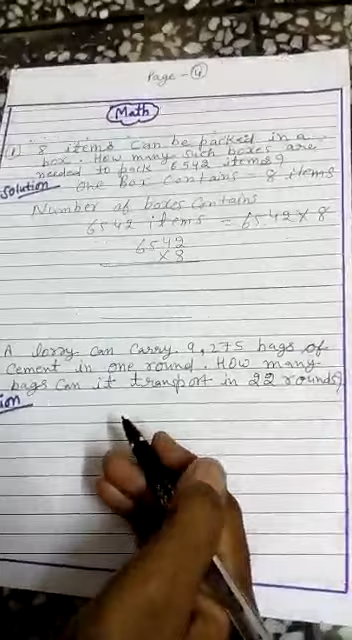 Page - 4
Math
1) 8 items can be packed in a
box. How many such boxes are
needed to pack 6542 items?
Solution One box contains = 8 items
Number of boxes contains
6542 items = 6542 x 8
6542
x 8
A lorry can carry 9,275 bags of
cement in one round. How many
bags can it transport in 22 rounds?
ion